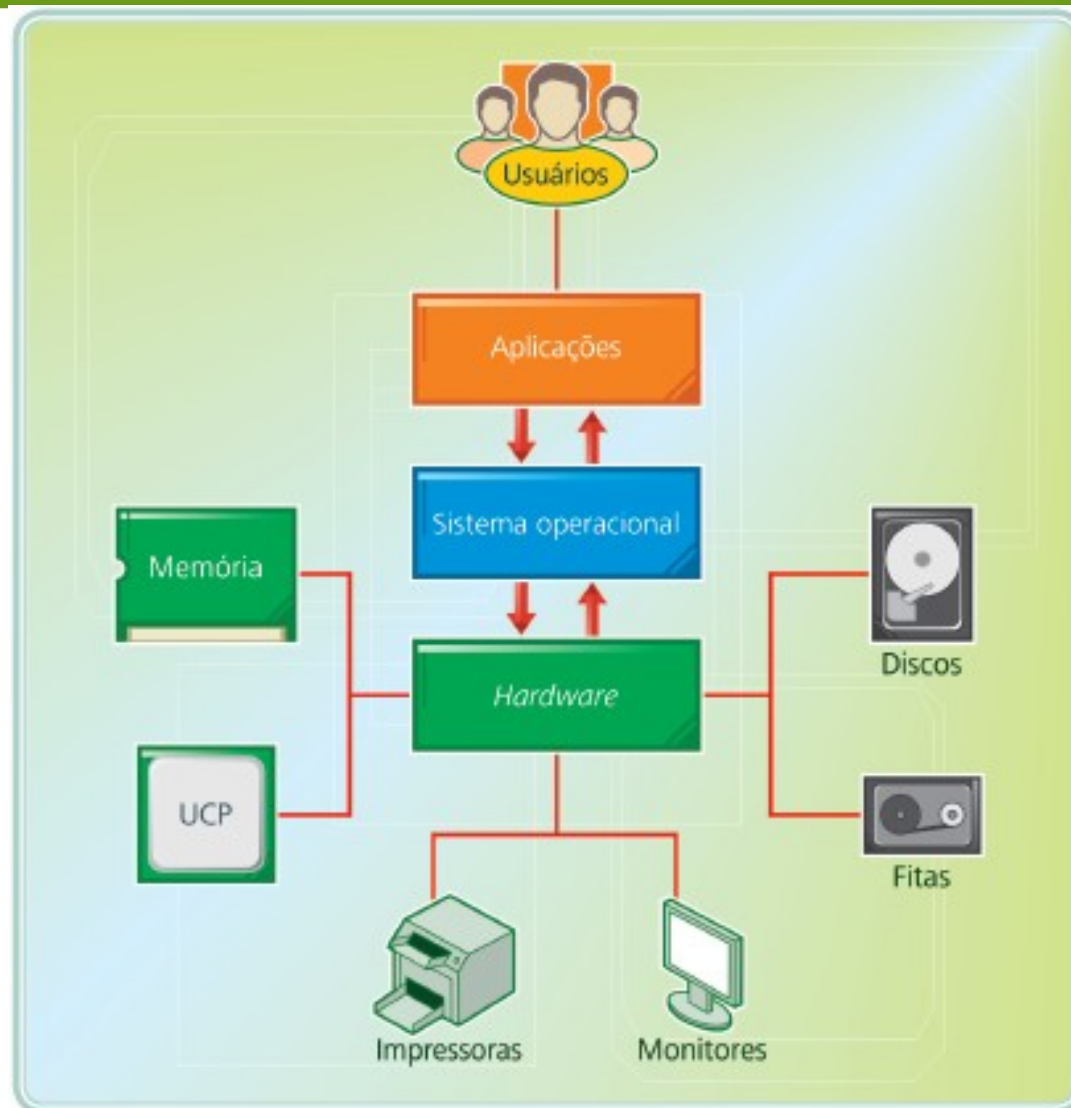 Usuários
Aplicações
Sistema operacional
Memória
Hardware
Discos
UCP
Fitas
Impressoras
Monitores